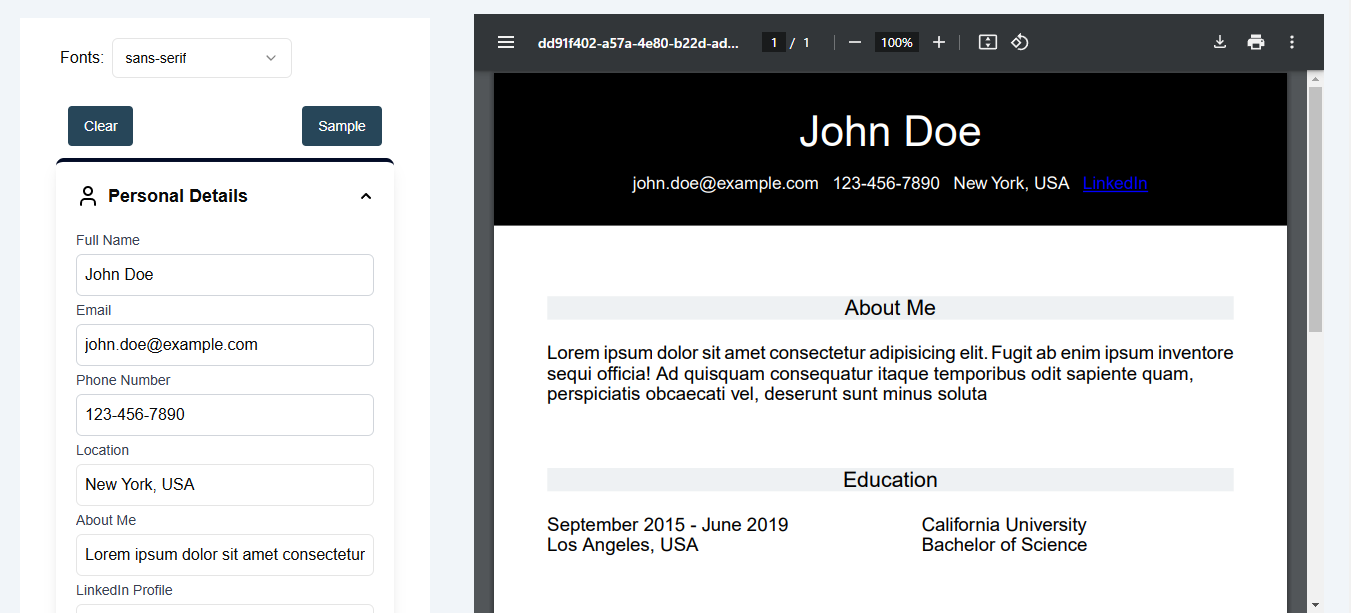 Fonts: sans-serif
Clear
Sample
Personal Details
Full Name
John Doe
Email
john.doe@example.com
Phone Number
123-456-7890
Location
New York, USA
About Me
Lorem ipsum dolor sit amet consectetur
LinkedIn Profile
dd91f402-a57a-4e80-b22d-ad... 1 / 1 100%
John Doe
john.doe@example.com 123-456-7890 New York, USA LinkedIn
About Me
Lorem ipsum dolor sit amet consectetur adipisicing elit. Fugit ab enim ipsum inventore
sequi officia! Ad quisquam consequatur itaque temporibus odit sapiente quam,
perspiciatis obcaecati vel, deserunt sunt minus soluta
Education
September 2015 - June 2019 California University
Los Angeles, USA Bachelor of Science